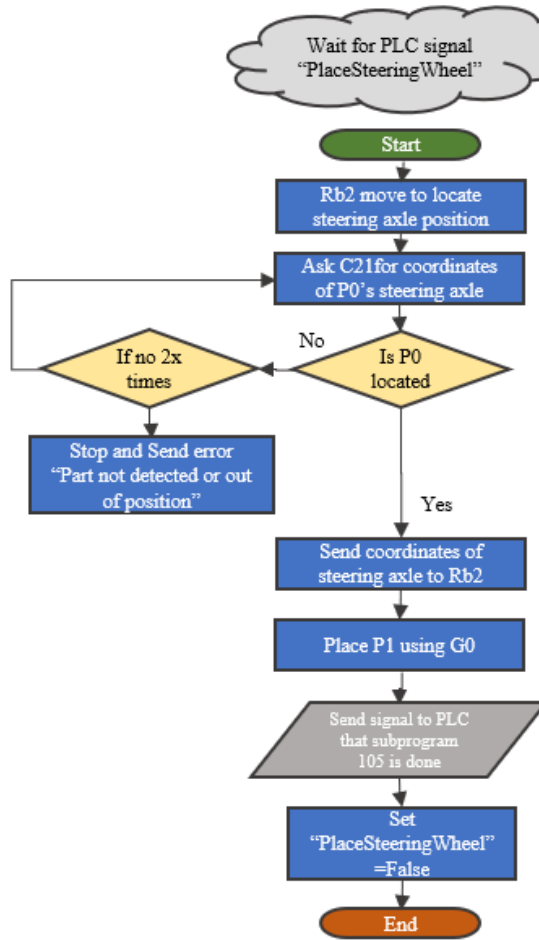 Wait for PLC signal
“PlaceSteeringWheel”
Start
Rb2 move to locate
steering axle position
Ask C21for coordinates
of P0’s steering axle
No
If no 2x
times
Is P0
located
Stop and Send error
“Part not detected or out
of position”
Yes
Send coordinates of
steering axle to Rb2
Place P1 using G0
Send signal to PLC
that subprogram
105 is done
Set
“PlaceSteeringWheel”
=False
End